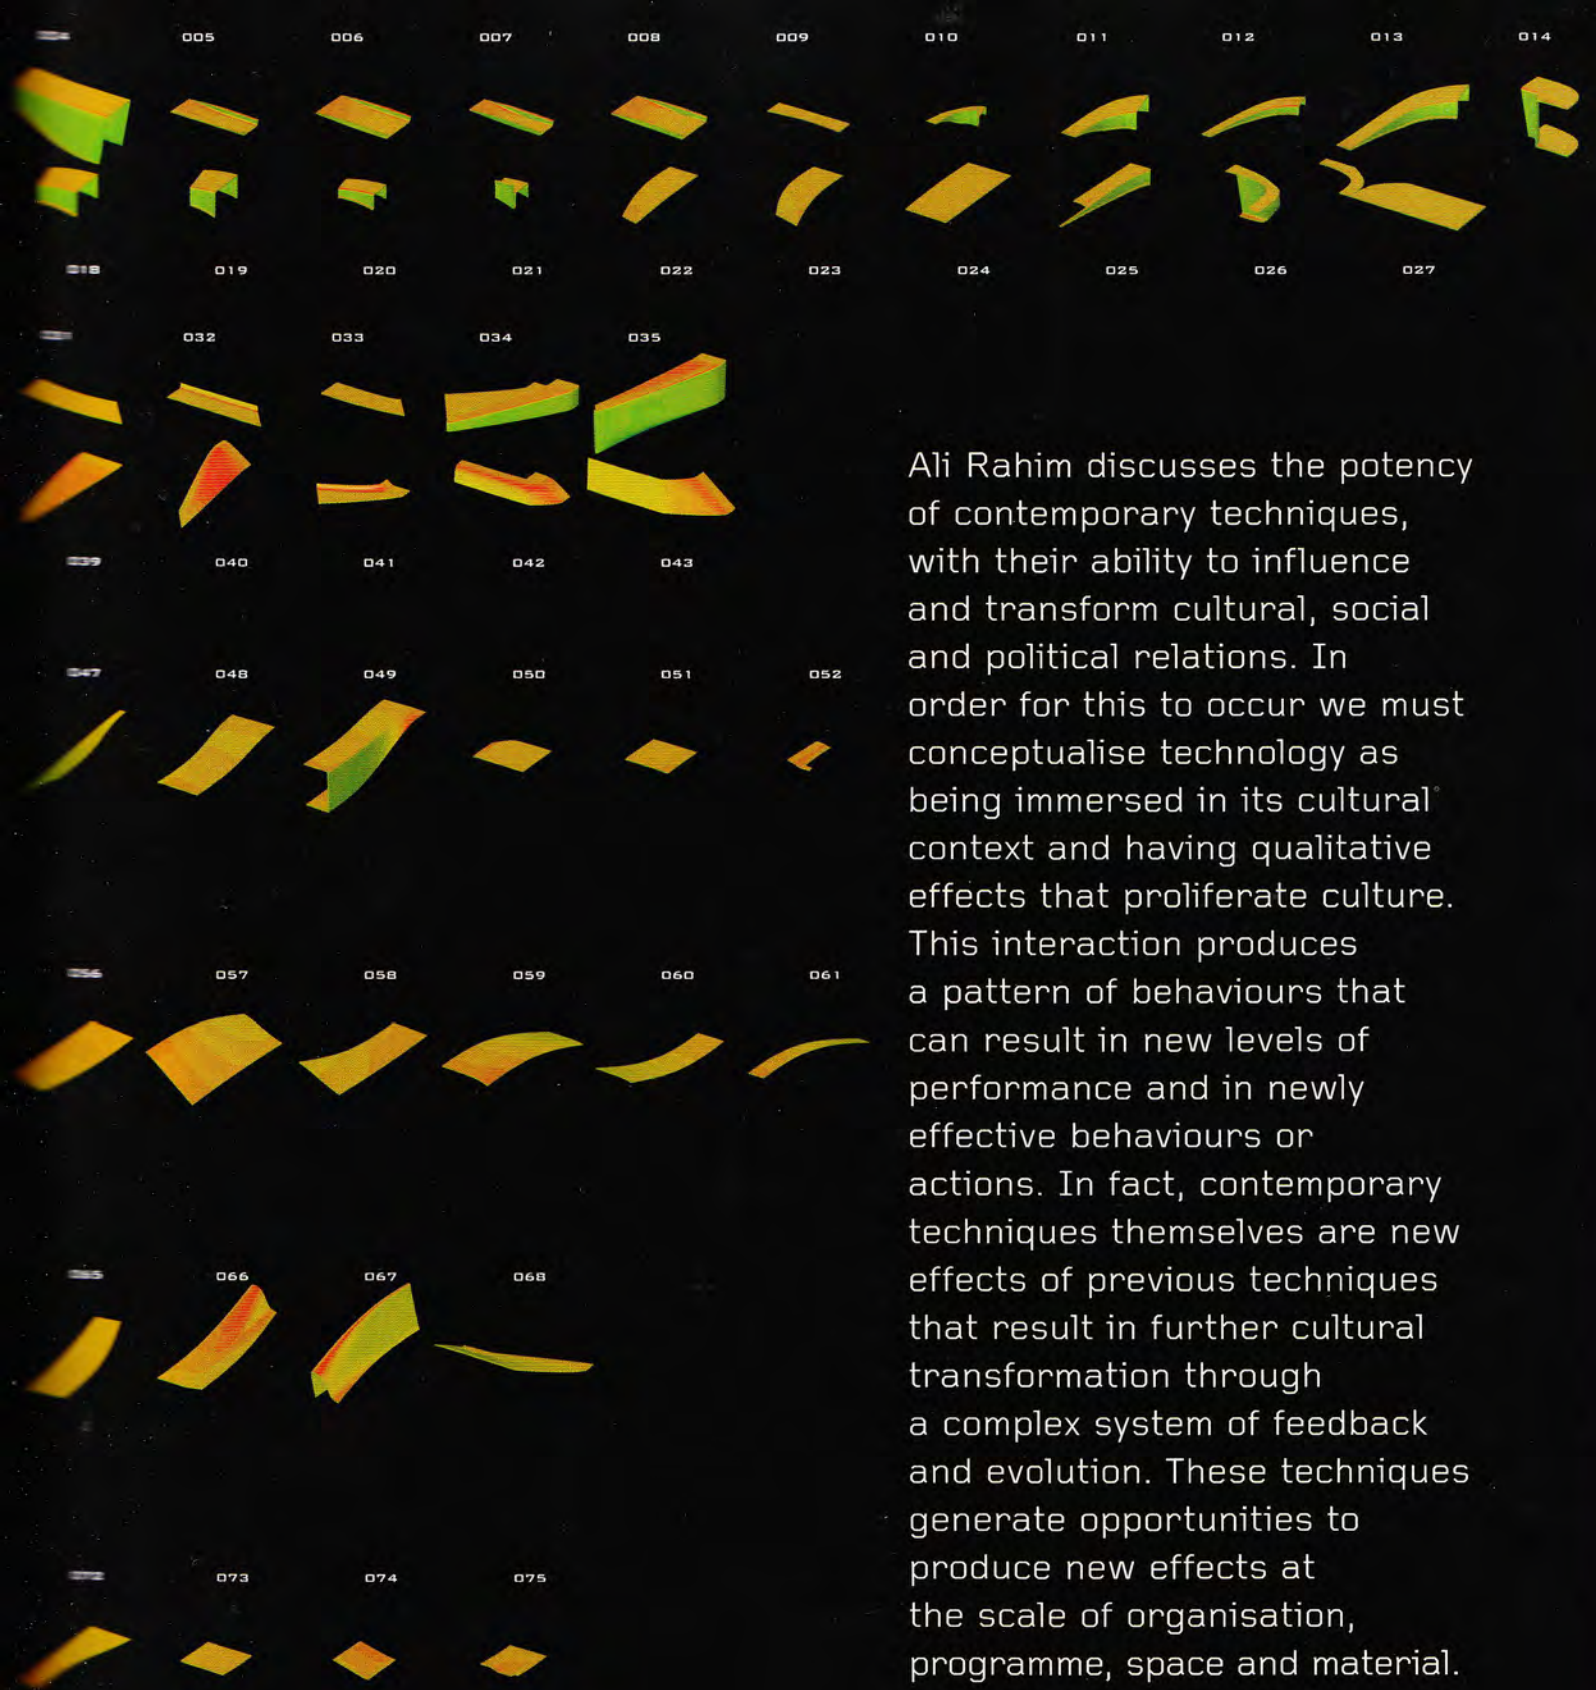 005 006 007 008 009 010 011 012 013 014
018 019 020 021 022 023 024 025 026 027
032 033 034 035
039 040 041 042 043
047 048 049 050 051 052
056 057 058 059 060 061
066 067 068
073 074 075
Ali Rahim discusses the potency
of contemporary techniques,
with their ability to influence
and transform cultural, social
and political relations. In
order for this to occur we must
conceptualise technology as
being immersed in its cultural
context and having qualitative
effects that proliferate culture.
This interaction produces
a pattern of behaviours that
can result in new levels of
performance and in newly
effective behaviours or
actions. In fact, contemporary
techniques themselves are new
effects of previous techniques
that result in further cultural
transformation through
a complex system of feedback
and evolution. These techniques
generate opportunities to
produce new effects at
the scale of organisation,
programme, space and material.